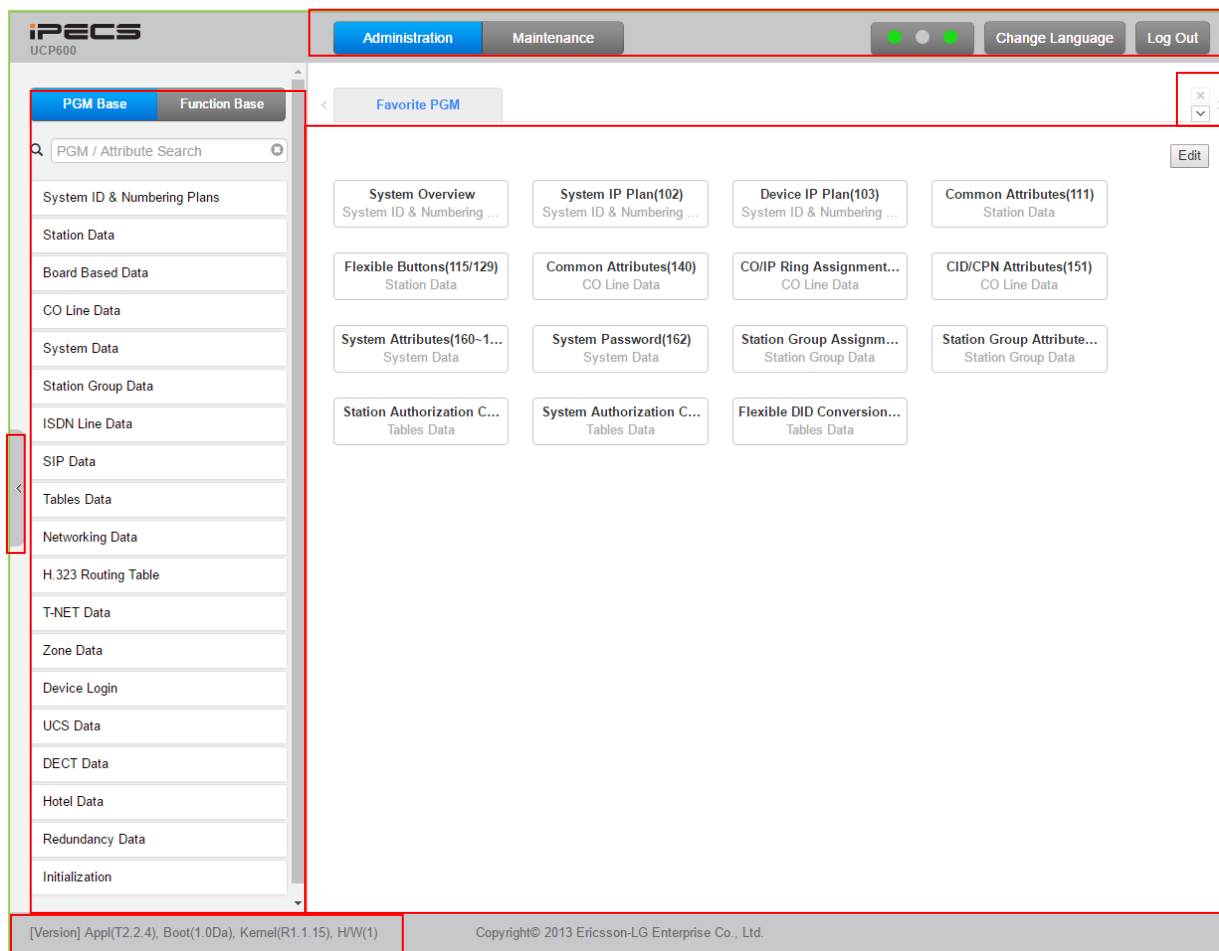 iPECS
UCP600
Administration
Maintenance
Change Language
Log Out
PGM Base
Function Base
Favorite PGM
PGM / Attribute Search
Edit
System ID & Numbering Plans
Station Data
Board Based Data
CO Line Data
System Data
Station Group Data
ISDN Line Data
SIP Data
Tables Data
Networking Data
H.323 Routing Table
T-NET Data
Zone Data
Device Login
UCS Data
DECT Data
Hotel Data
Redundancy Data
Initialization
System Overview
System ID & Numbering ...
System IP Plan(102)
System ID & Numbering ...
Device IP Plan(103)
System ID & Numbering ...
Common Attributes(111)
Station Data
Flexible Buttons(115/129)
Station Data
Common Attributes(140)
CO Line Data
CO/IP Ring Assignment...
CO Line Data
CID/CPN Attributes(151)
CO Line Data
System Attributes(160~1...
System Data
System Password(162)
System Data
Station Group Assignm...
Station Group Data
Station Group Attribute...
Station Group Data
Station Authorization C...
Tables Data
System Authorization C...
Tables Data
Flexible DID Conversion...
Tables Data
[Version] Appl(T2.2.4), Boot(1.0Da), Kernel(R1.1.15), H/W(1)
Copyright© 2013 Ericsson-LG Enterprise Co., Ltd.